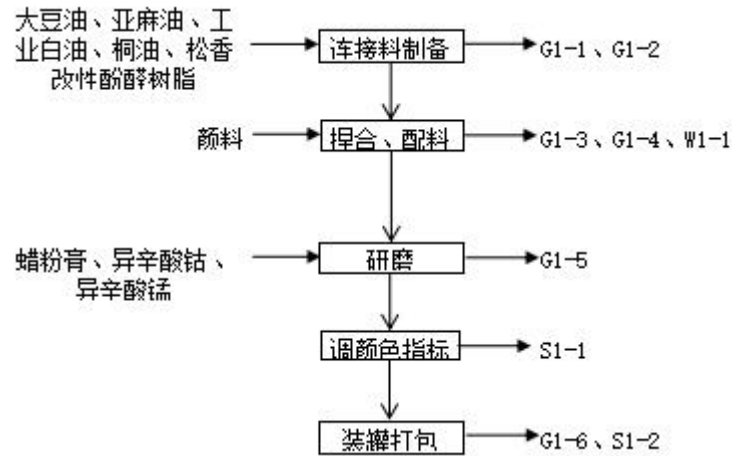 大豆油、亚麻油、工
业白油、桐油、松香
改性酚醛树脂
连接料制备
G1-1、G1-2
颜料
捏合、配料
G1-3、G1-4、W1-1
蜡粉膏、异辛酸钴、
异辛酸锰
研磨
G1-5
调颜色指标
S1-1
装罐打包
G1-6、S1-2